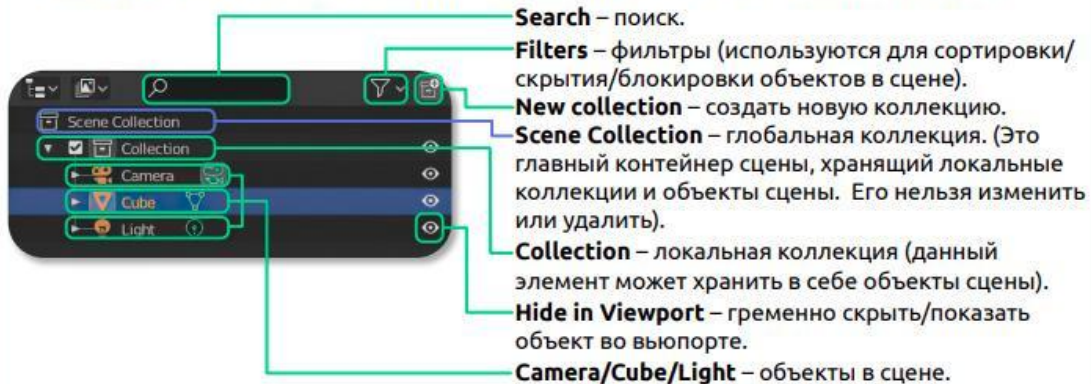 Search – поиск.
Filters – фильтры (используются для сортировки/
скрытия/блокировки объектов в сцене).
New collection – создать новую коллекцию.
Scene Collection – глобальная коллекция. (Это
главный контейнер сцены, хранящий локальные
коллекции и объекты сцены. Его нельзя изменить
или удалить).
Collection – локальная коллекция (данный
элемент может хранить в себе объекты сцены).
Hide in Viewport – гременно скрыть/показать
объект во вьюпорте.
Camera/Cube/Light – объекты в сцене.
Scene Collection
Collection
Camera
Cube
Light